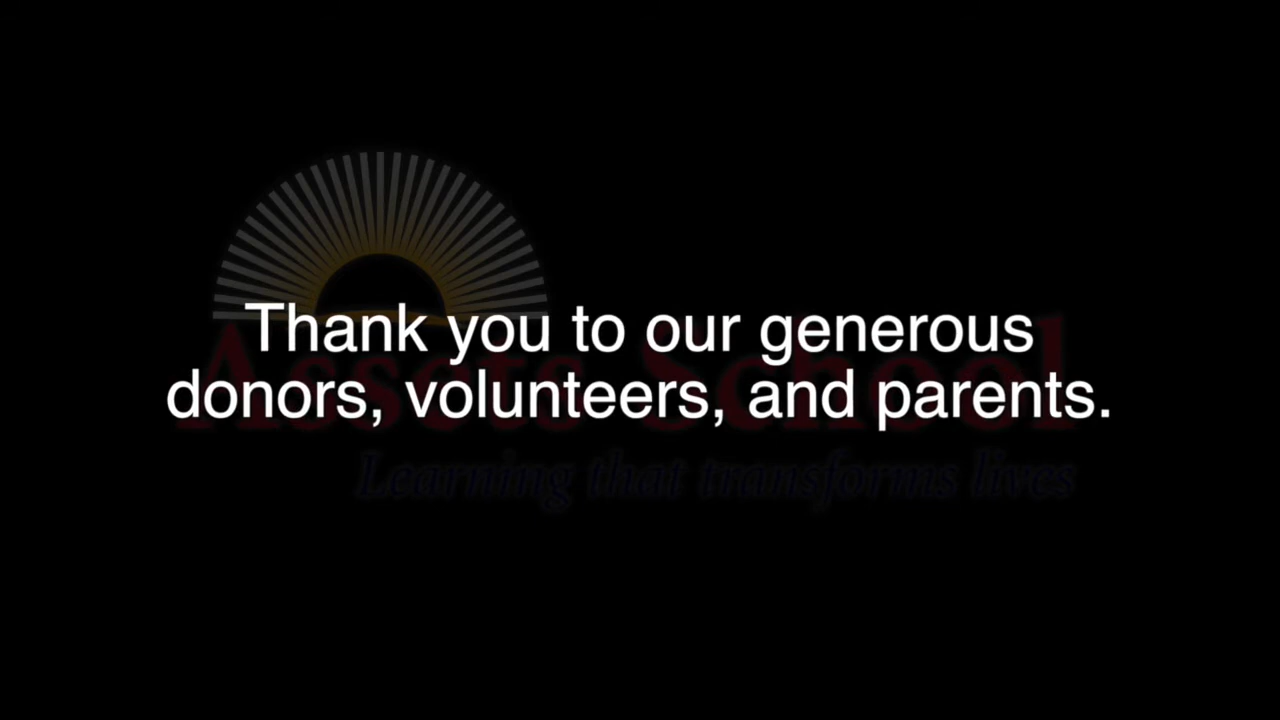 Thank you to our generous
donors, volunteers, and parents.
Assets School
Learning that transforms lives